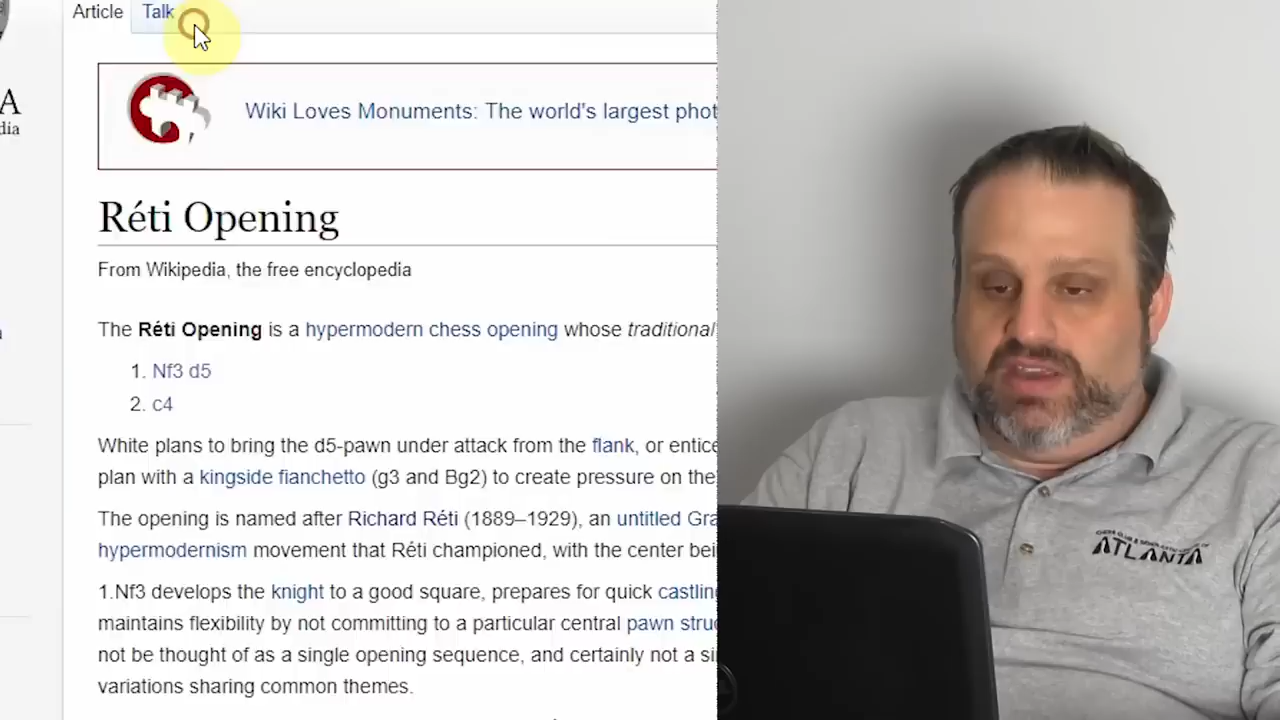 Article Talk
A
dia
Wiki Loves Monuments: The world's largest phot
Réti Opening
From Wikipedia, the free encyclopedia
The Réti Opening is a hypermodern chess opening whose traditional
1. Nf3 d5
2. c4
White plans to bring the d5-pawn under attack from the flank, or entice
plan with a kingside fianchetto (g3 and Bg2) to create pressure on the
The opening is named after Richard Réti (1889–1929), an untitled Gra
hypermodernism movement that Réti championed, with the center bei
1.Nf3 develops the knight to a good square, prepares for quick castlin
maintains flexibility by not committing to a particular central pawn stru
not be thought of as a single opening sequence, and certainly not a si
variations sharing common themes.
ATLANTA